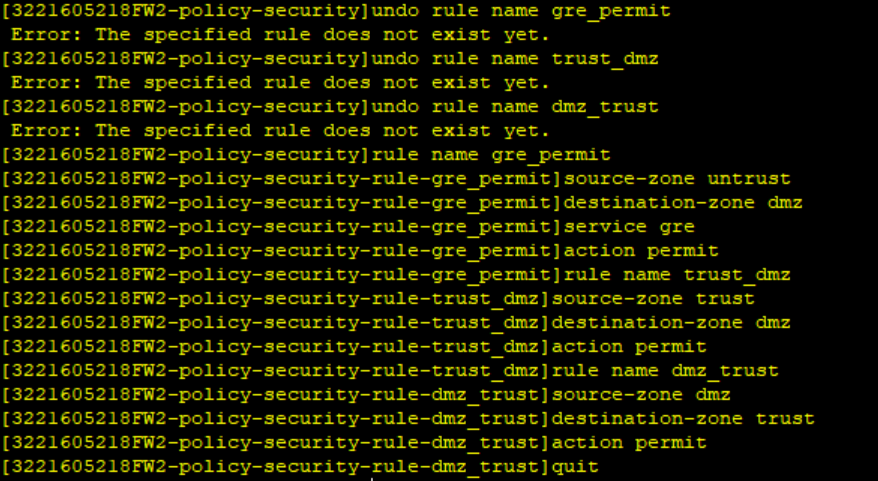 [3221605218FW2-policy-security]undo rule name gre_permit
Error: The specified rule does not exist yet.
[3221605218FW2-policy-security]undo rule name trust_dmz
Error: The specified rule does not exist yet.
[3221605218FW2-policy-security]undo rule name dmz_trust
Error: The specified rule does not exist yet.
[3221605218FW2-policy-security]rule name gre_permit
[3221605218FW2-policy-security-rule-gre_permit]source-zone untrust
[3221605218FW2-policy-security-rule-gre_permit]destination-zone dmz
[3221605218FW2-policy-security-rule-gre_permit]service gre
[3221605218FW2-policy-security-rule-gre_permit]action permit
[3221605218FW2-policy-security-rule-gre_permit]rule name trust_dmz
[3221605218FW2-policy-security-rule-trust_dmz]source-zone trust
[3221605218FW2-policy-security-rule-trust_dmz]destination-zone dmz
[3221605218FW2-policy-security-rule-trust_dmz]action permit
[3221605218FW2-policy-security-rule-trust_dmz]rule name dmz_trust
[3221605218FW2-policy-security-rule-dmz_trust]source-zone dmz
[3221605218FW2-policy-security-rule-dmz_trust]destination-zone trust
[3221605218FW2-policy-security-rule-dmz_trust]action permit
[3221605218FW2-policy-security-rule-dmz_trust]quit